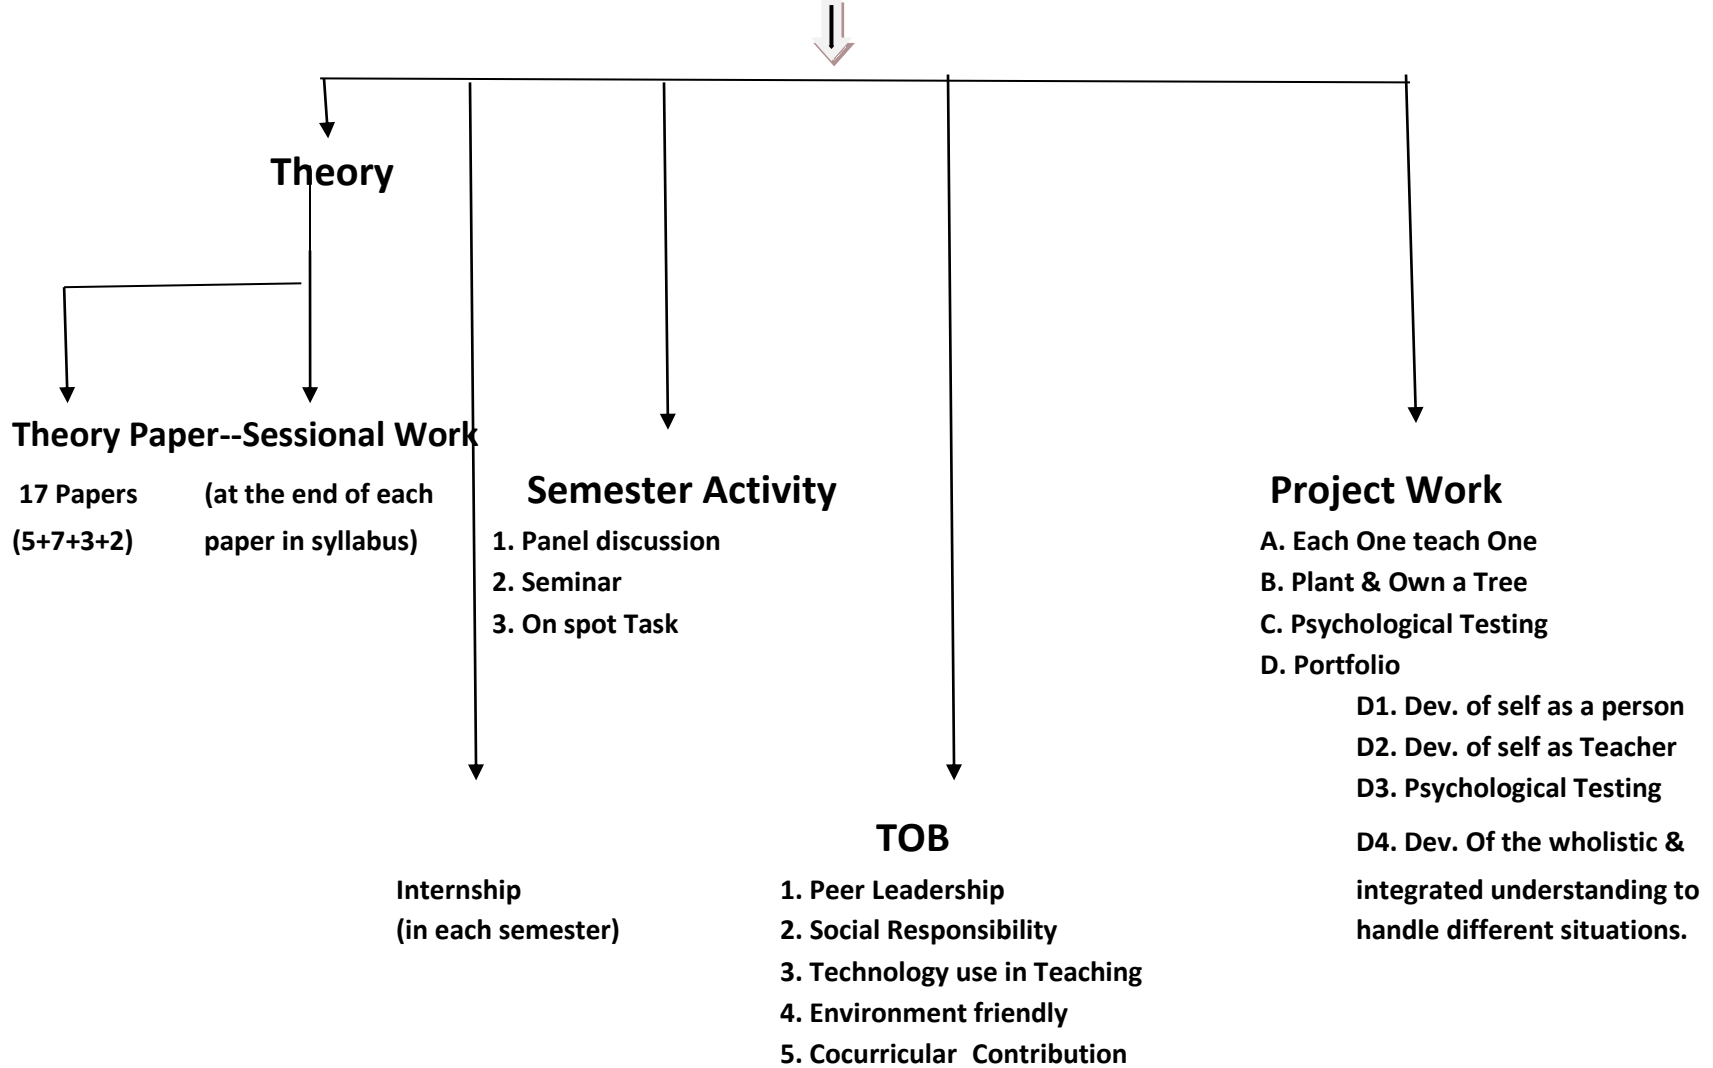 Theory
Theory Paper--Sessional Work
17 Papers
(5+7+3+2)
(at the end of each
paper in syllabus)
Semester Activity
1. Panel discussion
2. Seminar
3. On spot Task
Project Work
A. Each One teach One
B. Plant & Own a Tree
C. Psychological Testing
D. Portfolio
D1. Dev. of self as a person
D2. Dev. of self as Teacher
D3. Psychological Testing
D4. Dev. Of the wholistic &
integrated understanding to
handle different situations.
Internship
(in each semester)
TOB
1. Peer Leadership
2. Social Responsibility
3. Technology use in Teaching
4. Environment friendly
5. Cocurricular  Contribution